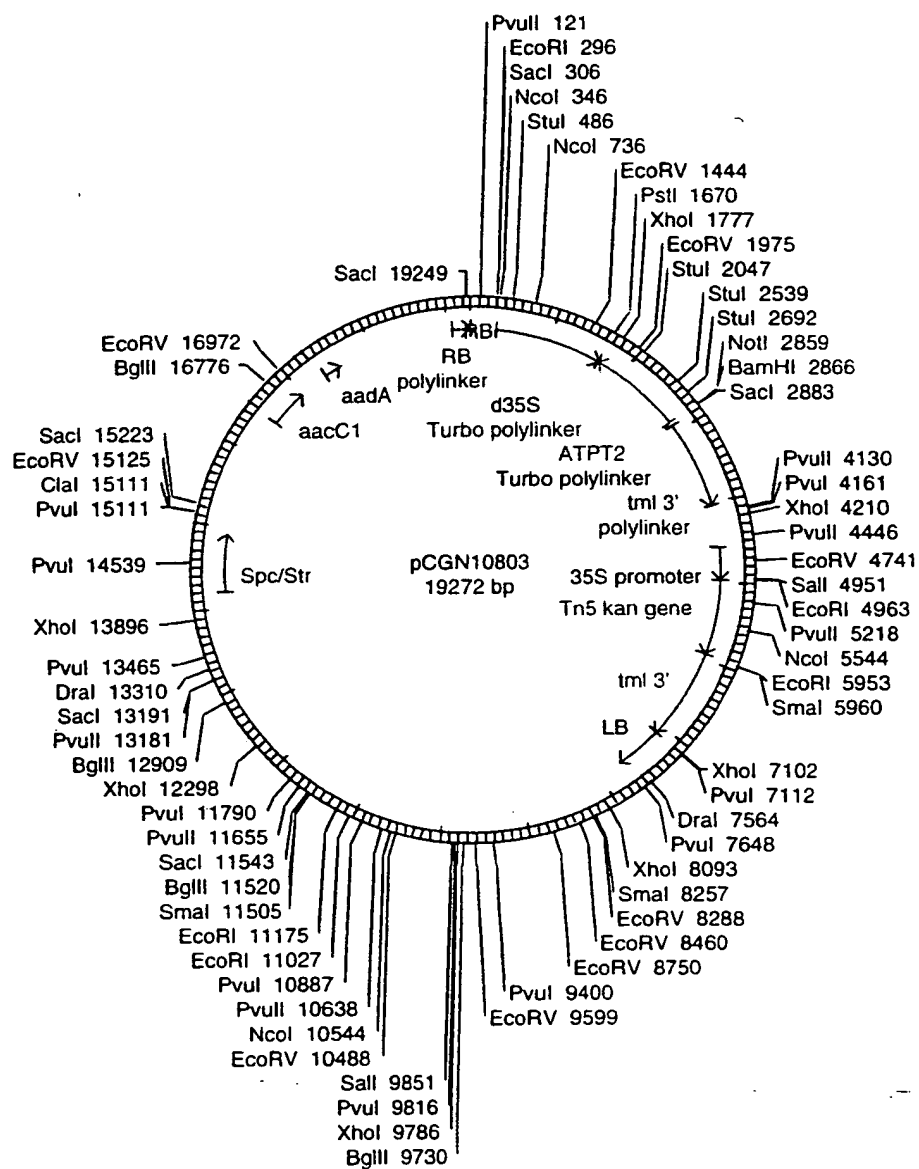 PvuII 121
EcoRI 296
SacI 306
NcoI 346
StuI 486
NcoI 736
EcoRV 1444
PstI 1670
XhoI 1777
EcoRV 1975
StuI 2047
StuI 2539
StuI 2692
NotI 2859
BamHI 2866
SacI 2883
PvuII 4130
PvuI 4161
XhoI 4210
PvuII 4446
EcoRV 4741
SalI 4951
EcoRI 4963
PvuII 5218
NcoI 5544
EcoRI 5953
SmaI 5960
XhoI 7102
PvuI 7112
DraI 7564
PvuI 7648
XhoI 8093
SmaI 8257
EcoRV 8288
EcoRV 8460
EcoRV 8750
PvuI 9400
EcoRV 9599
SacI 19249
EcoRV 16972
BglII 16776
SacI 15223
EcoRV 15125
ClaI 15111
PvuI 15111
PvuI 14539
XhoI 13896
PvuI 13465
DraI 13310
SacI 13191
PvuII 13181
BglII 12909
XhoI 12298
PvuI 11790
PvuII 11655
SacI 11543
BglII 11520
SmaI 11505
EcoRI 11175
EcoRI 11027
PvuI 10887
PvuII 10638
NcoI 10544
EcoRV 10488
SalI 9851
PvuI 9816
XhoI 9786
BglII 9730
RB
RB
polylinker
aadA
aacC1
d35S
Turbo polylinker
ATPT2
Turbo polylinker
tml 3'
polylinker
pCGN10803
19272 bp
35S promoter
Tn5 kan gene
Spc/Str
tml 3'
LB